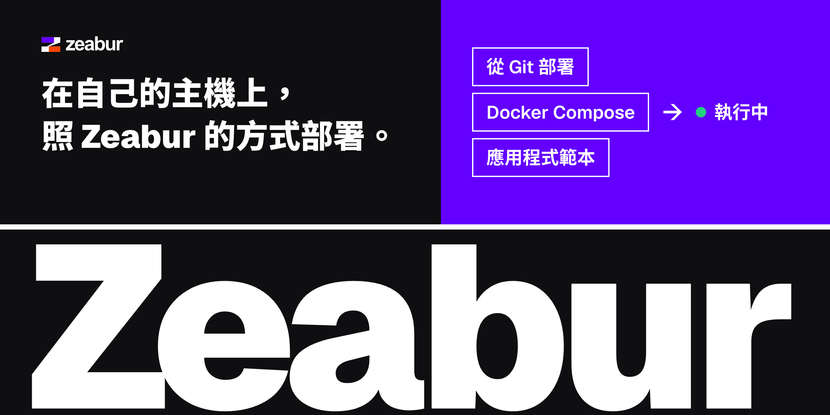 zeabur
在自己的主機上，
照 Zeabur 的方式部署。
從 Git 部署
Docker Compose
應用程式範本
→ 執行中
Zeabur